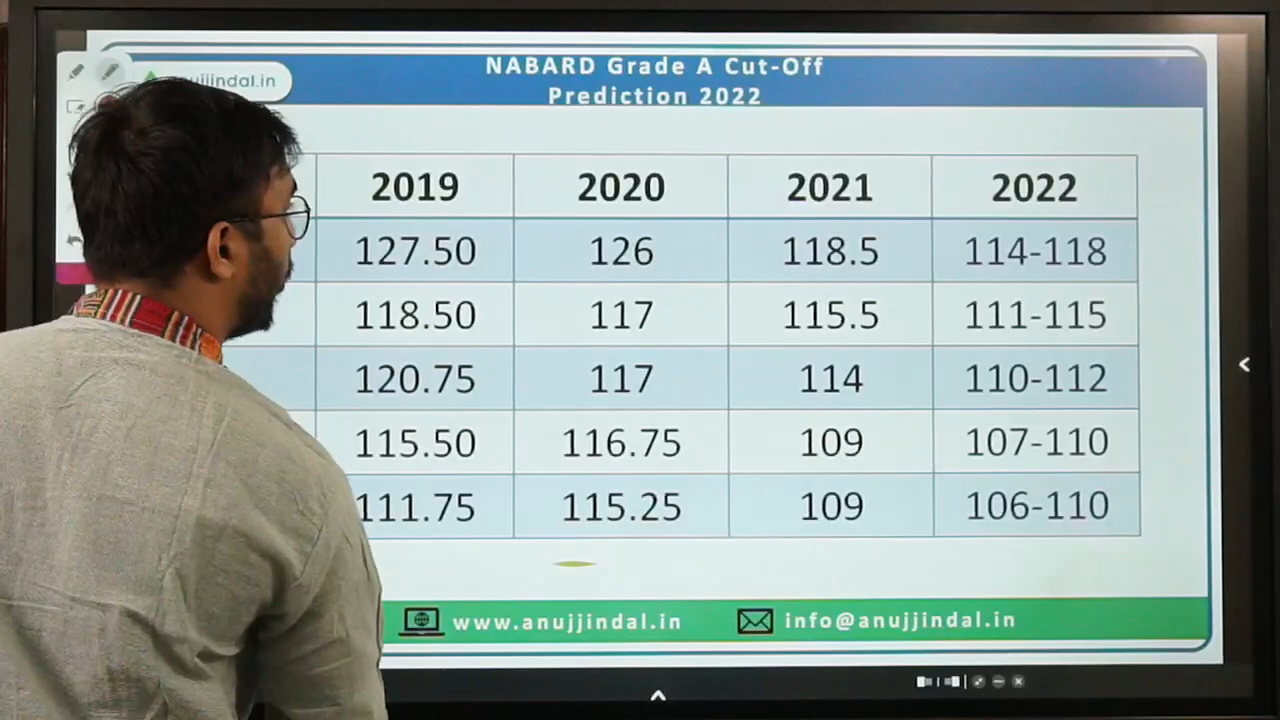 NABARD Grade A Cut-Off
Prediction 2022
anujjindal.in
2019 2020 2021 2022
127.50 126 118.5 114-118
118.50 117 115.5 111-115
120.75 117 114 110-112
115.50 116.75 109 107-110
111.75 115.25 109 106-110
www.anujjindal.in info@anujjindal.in